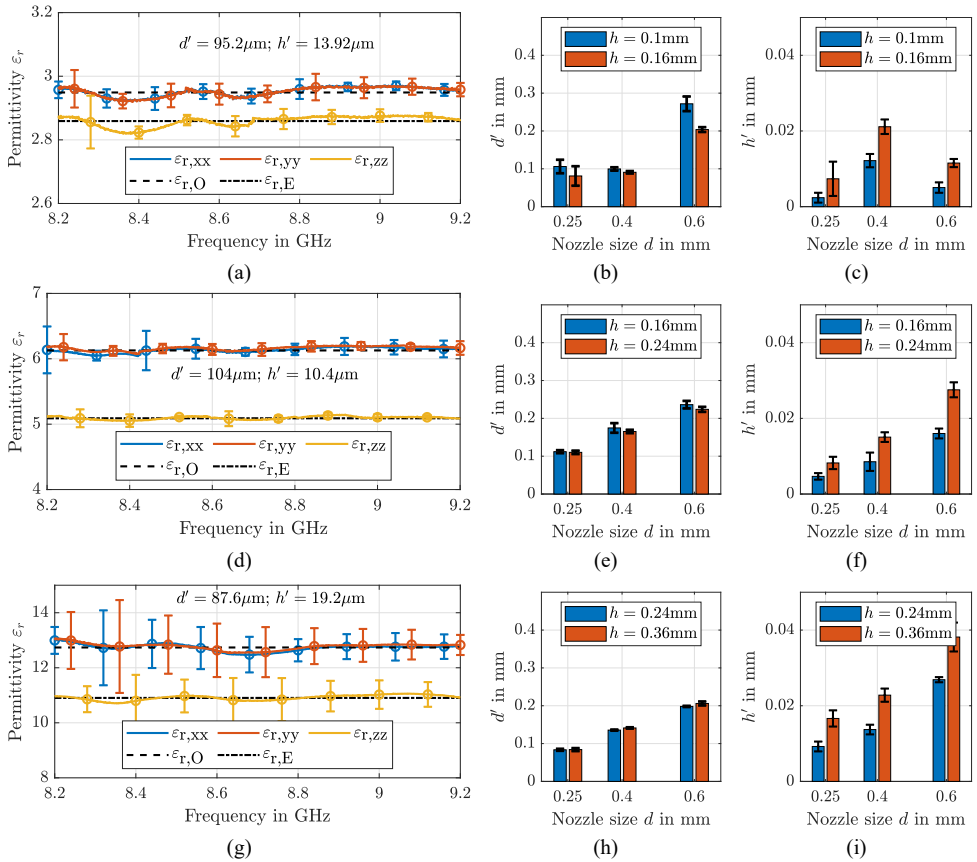 d′ = 95.2μm; h′ = 13.92μm
Permittivity εr
3.2
3
2.8
2.6
εr,xx εr,yy εr,zz
εr,O εr,E
8.2 8.4 8.6 8.8 9 9.2
Frequency in GHz
(a)
h = 0.1mm
h = 0.16mm
d′ in mm
0.4
0.3
0.2
0.1
0
0.25 0.4 0.6
Nozzle size d in mm
(b)
h = 0.1mm
h = 0.16mm
h′ in mm
0.04
0.02
0
0.25 0.4 0.6
Nozzle size d in mm
(c)
Permittivity εr
7
6
5
4
d′ = 104μm; h′ = 10.4μm
εr,xx εr,yy εr,zz
εr,O εr,E
8.2 8.4 8.6 8.8 9 9.2
Frequency in GHz
(d)
h = 0.16mm
h = 0.24mm
d′ in mm
0.4
0.3
0.2
0.1
0
0.25 0.4 0.6
Nozzle size d in mm
(e)
h = 0.16mm
h = 0.24mm
h′ in mm
0.04
0.02
0
0.25 0.4 0.6
Nozzle size d in mm
(f)
d′ = 87.6μm; h′ = 19.2μm
Permittivity εr
14
13
12
11
10
8
εr,xx εr,yy εr,zz
εr,O εr,E
8.2 8.4 8.6 8.8 9 9.2
Frequency in GHz
(g)
h = 0.24mm
h = 0.36mm
d′ in mm
0.4
0.3
0.2
0.1
0
0.25 0.4 0.6
Nozzle size d in mm
(h)
h = 0.24mm
h = 0.36mm
h′ in mm
0.04
0.02
0
0.25 0.4 0.6
Nozzle size d in mm
(i)